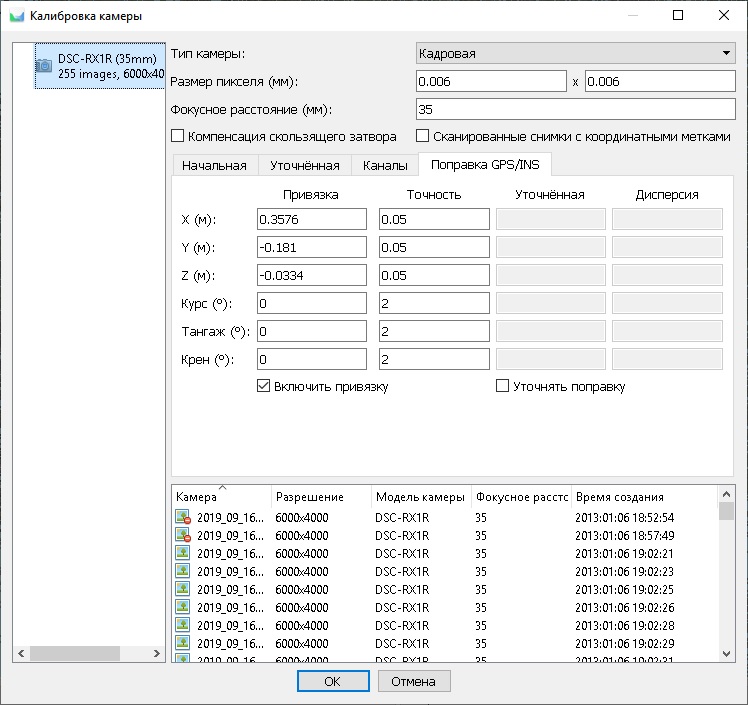 Калибровка камеры
DSC-RX1R (35mm)
255 images, 6000x40
Тип камеры: Кадровая
Размер пикселя (мм): 0.006 x 0.006
Фокусное расстояние (мм): 35
Компенсация скользящего затвора Сканированные снимки с координатными метками
Начальная Уточнённая Каналы Поправка GPS/INS
Привязка Точность Уточнённая Дисперсия
X (м): 0.3576 0.05
Y (м): -0.181 0.05
Z (м): -0.0334 0.05
Курс (°): 0 2
Тангаж (°): 0 2
Крен (°): 0 2
Включить привязку Уточнять поправку
Камера Разрешение Модель камеры Фокусное расстс Время создания
2019_09_16... 6000x4000 DSC-RX1R 35 2013:01:06 18:52:54
2019_09_16... 6000x4000 DSC-RX1R 35 2013:01:06 18:57:49
2019_09_16... 6000x4000 DSC-RX1R 35 2013:01:06 19:02:21
2019_09_16... 6000x4000 DSC-RX1R 35 2013:01:06 19:02:23
2019_09_16... 6000x4000 DSC-RX1R 35 2013:01:06 19:02:25
2019_09_16... 6000x4000 DSC-RX1R 35 2013:01:06 19:02:26
2019_09_16... 6000x4000 DSC-RX1R 35 2013:01:06 19:02:28
2019_09_16... 6000x4000 DSC-RX1R 35 2013:01:06 19:02:29
2019_09_16... 6000x4000 DSC-RX1R 35 2013:01:06 19:02:31
OK Отмена